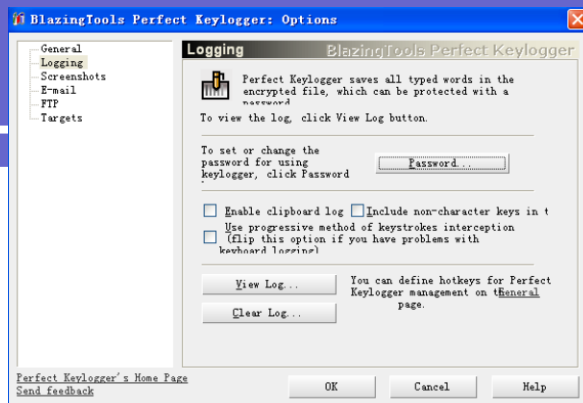 BlazingTools Perfect Keylogger: Options
General
Logging
Screenshots
E-mail
FTP
Targets
Logging BlazingTools Perfect Keylogger
Perfect Keylogger saves all typed words in the
encrypted file, which can be protected with a
password
To view the log, click View Log button.
To set or change the
password for using
keylogger, click Password
Password...
Enable clipboard log Include non-character keys in t
Use progressive method of keystrokes interception
(flip this option if you have problems with
keyboard logging)
View Log...
Clear Log...
You can define hotkeys for Perfect
Keylogger management on t General
page.
Perfect Keylogger's Home Page
Send feedback
OK Cancel Help